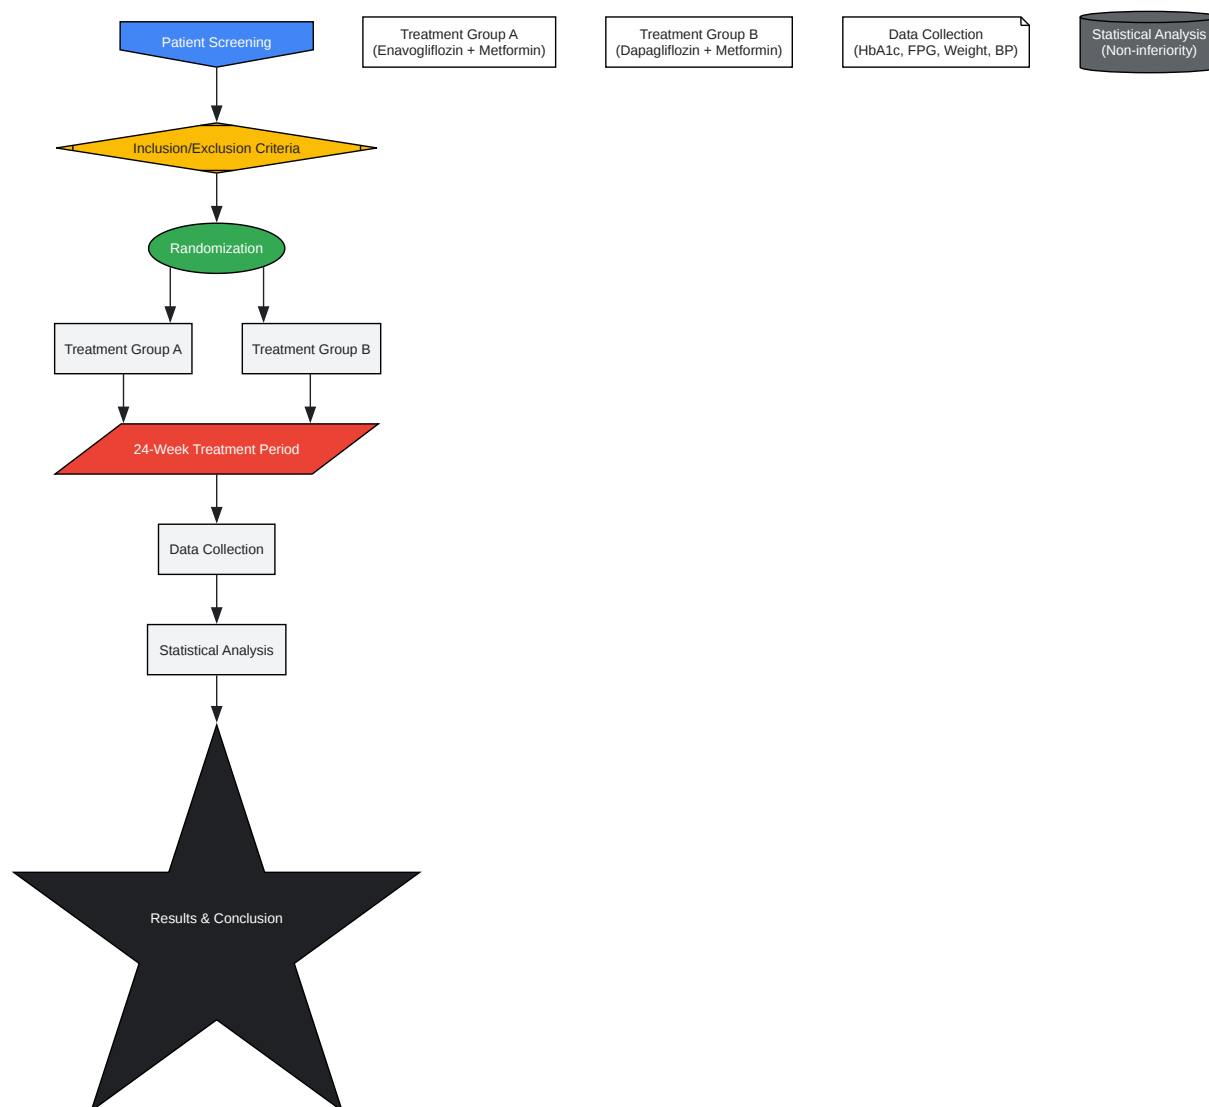 Patient Screening
Treatment Group A
(Enavogliflozin + Metformin)
Treatment Group B
(Dapagliflozin + Metformin)
Data Collection
(HbA1c, FPG, Weight, BP)
Statistical Analysis
(Non-inferiority)
Inclusion/Exclusion Criteria
Randomization
Treatment Group A
Treatment Group B
24-Week Treatment Period
Data Collection
Statistical Analysis
Results & Conclusion